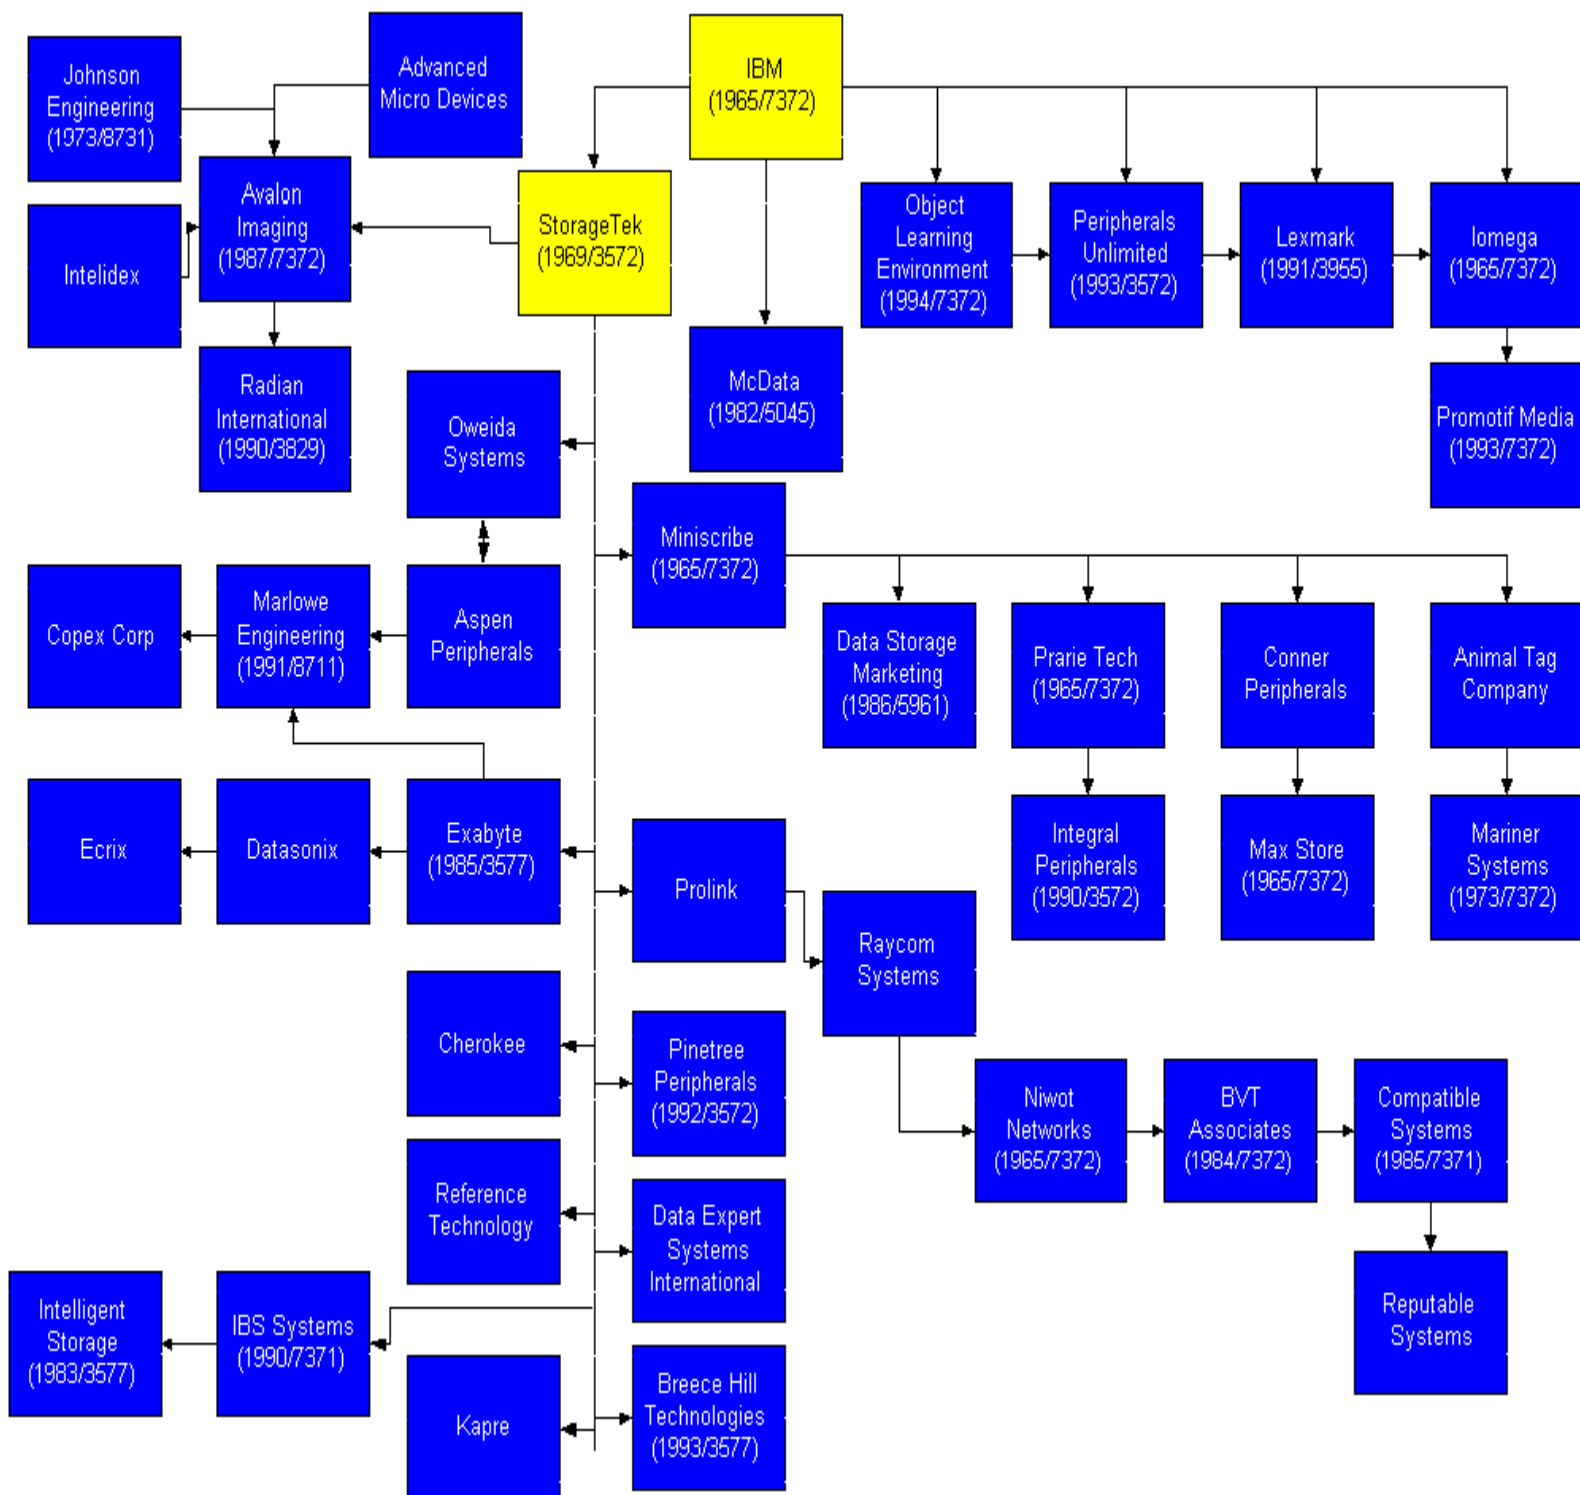 Johnson
Engineering
(1973/8731)
Advanced
Micro Devices
IBM
(1965/7372)
Avalon
Imaging
(1987/7372)
StorageTek
(1969/3572)
Object
Learning
Environment
(1994/7372)
Peripherals
Unlimited
(1993/3572)
Lexmark
(1991/3955)
Iomega
(1965/7372)
Intelidex
Radian
International
(1990/3829)
Oweida
Systems
McData
(1982/5045)
Promotif Media
(1993/7372)
Miniscribe
(1965/7372)
Copex Corp
Marlowe
Engineering
(1991/8711)
Aspen
Peripherals
Data Storage
Marketing
(1986/5961)
Prarie Tech
(1965/7372)
Conner
Peripherals
Animal Tag
Company
Ecrix
Datasonix
Exabyte
(1985/3577)
Prolink
Integral
Peripherals
(1990/3572)
Max Store
(1965/7372)
Mariner
Systems
(1973/7372)
Raycom
Systems
Cherokee
Pinetree
Peripherals
(1992/3572)
Niwot
Networks
(1965/7372)
BVT
Associates
(1984/7372)
Compatible
Systems
(1985/7371)
Reference
Technology
Data Expert
Systems
International
Intelligent
Storage
(1983/3577)
IBS Systems
(1990/7371)
Reputable
Systems
Kapre
Breece Hill
Technologies
(1993/3577)